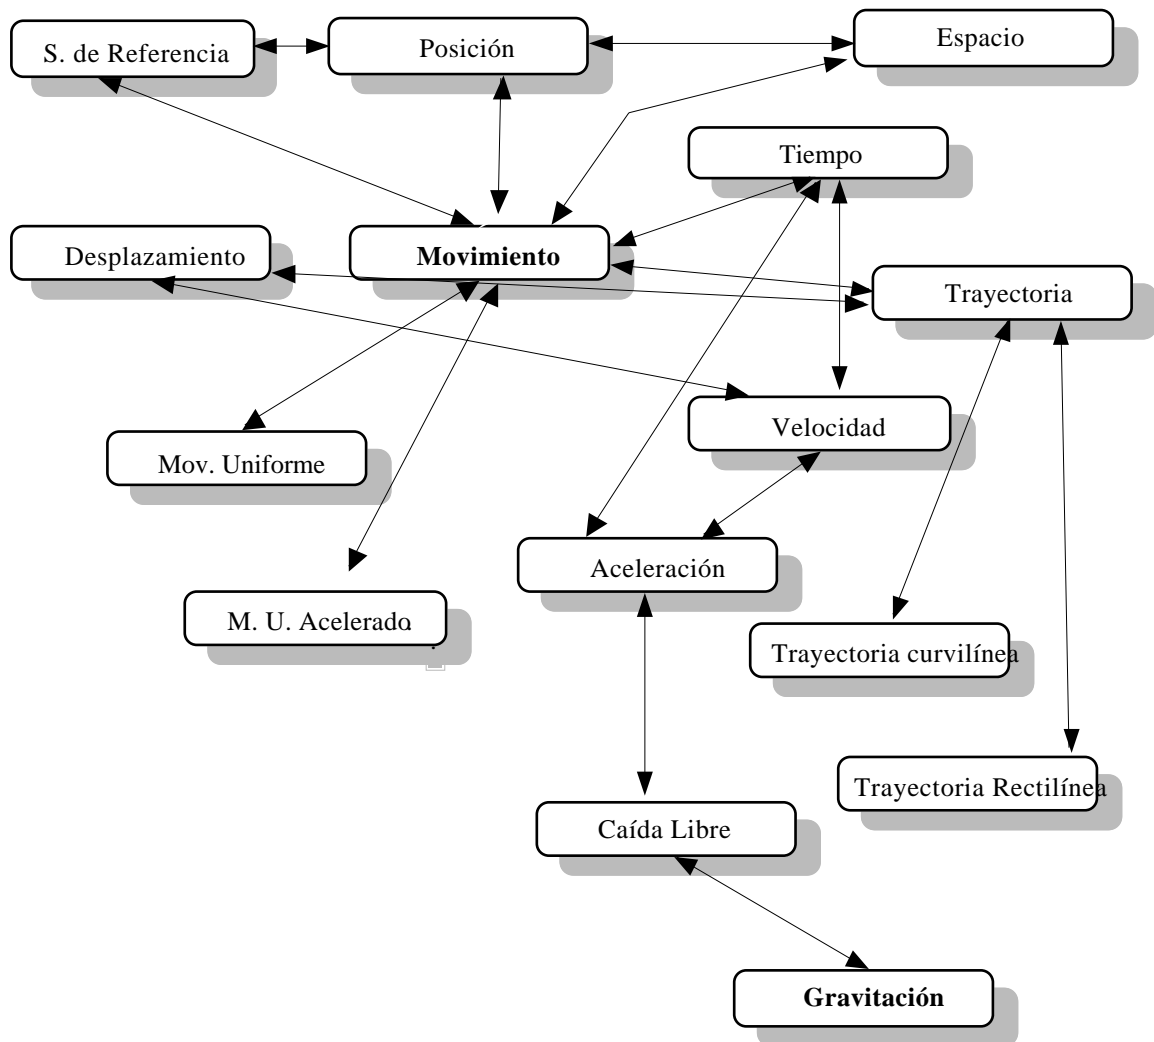 S. de Referencia
Posición
Espacio
Tiempo
Desplazamiento
Movimiento
Trayectoria
Velocidad
Mov. Uniforme
Aceleración
M. U. Acelerado.
Trayectoria curvilínea
Trayectoria Rectilínea
Caída Libre
Gravitación